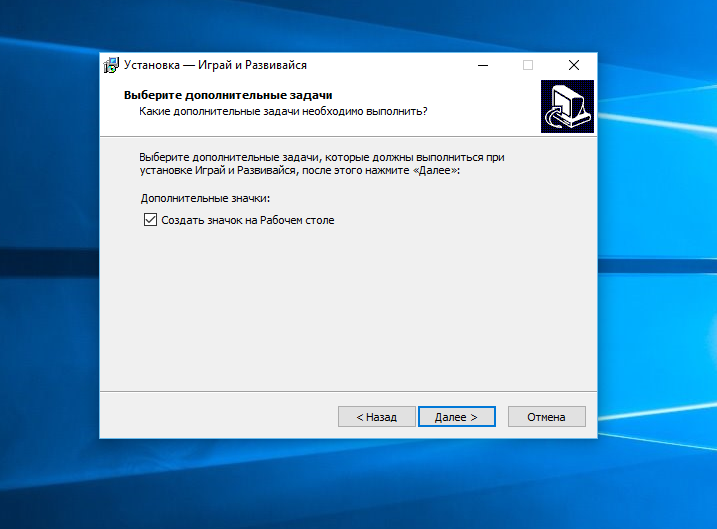 Установка — Играй и Развивайся
Выберите дополнительные задачи
Какие дополнительные задачи необходимо выполнить?
Выберите дополнительные задачи, которые должны выполниться при
установке Играй и Развивайся, после этого нажмите «Далее»:
Дополнительные значки:
Создать значок на Рабочем столе
< Назад
Далее >
Отмена